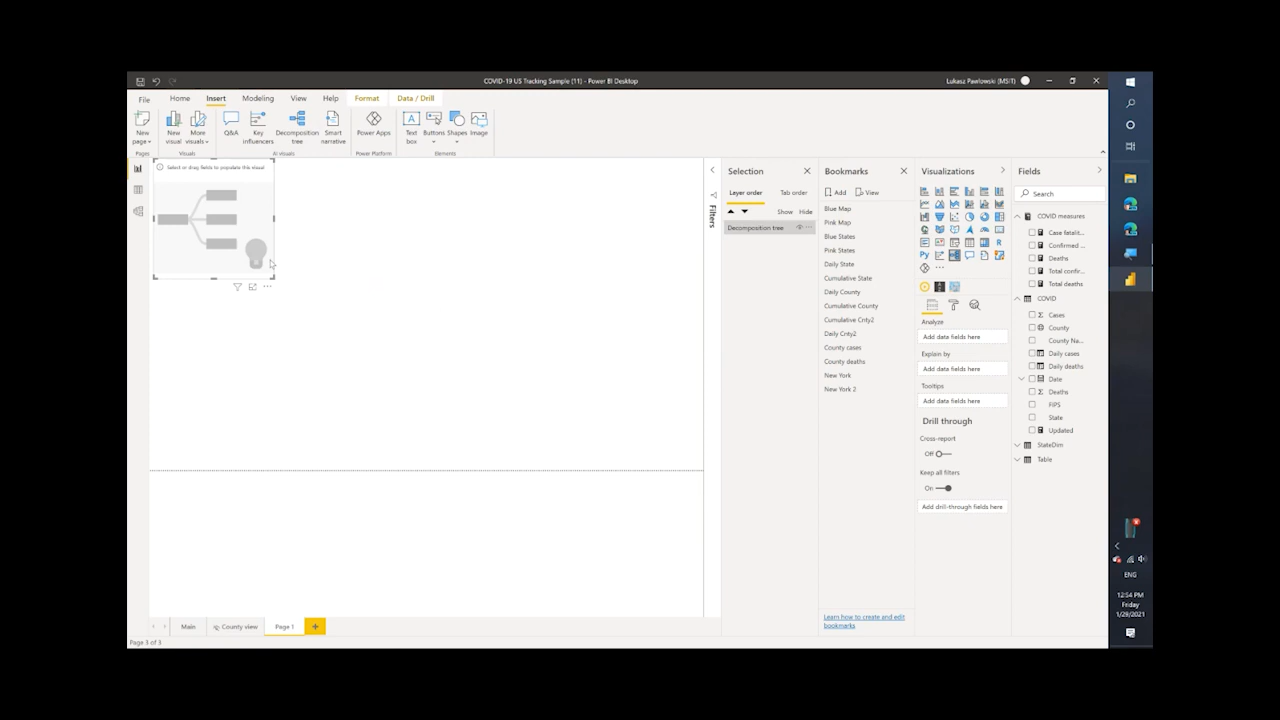 COVID-19 US Tracking Sample (11) - Power BI Desktop
Lukasz Pawlowski (MSIT)
File
Home
Insert
Modeling
View
Help
Format
Data / Drill
New page
New visual
More visuals
Q&A
Key influencers
Decomposition tree
Smart narrative
Power Apps
Text box
Buttons
Shapes
Image
Pages
Visuals
AI visuals
Power Platform
Elements
Select or drag fields to populate this visual
Filters
Selection
Layer order
Tab order
Show
Hide
Decomposition tree
Bookmarks
Add
View
Blue Map
Pink Map
Blue States
Pink States
Daily State
Cumulative State
Daily County
Cumulative County
Cumulative Cnty2
Daily Cnty2
County cases
County deaths
New York
New York 2
Learn how to create and edit
bookmarks
Visualizations
R
Py
Analyze
Add data fields here
Explain by
Add data fields here
Tooltips
Add data fields here
Drill through
Cross-report
Off
Keep all filters
On
Add drill-through fields here
Fields
Search
COVID measures
Case fatalit...
Confirmed ...
Deaths
Total confir...
Total deaths
COVID
Cases
County
County Na...
Daily cases
Daily deaths
Date
Deaths
FIPS
State
Updated
StateDim
Table
Main
County view
Page 1
Page 3 of 3
ENG
12:54 PM
Friday
1/29/2021